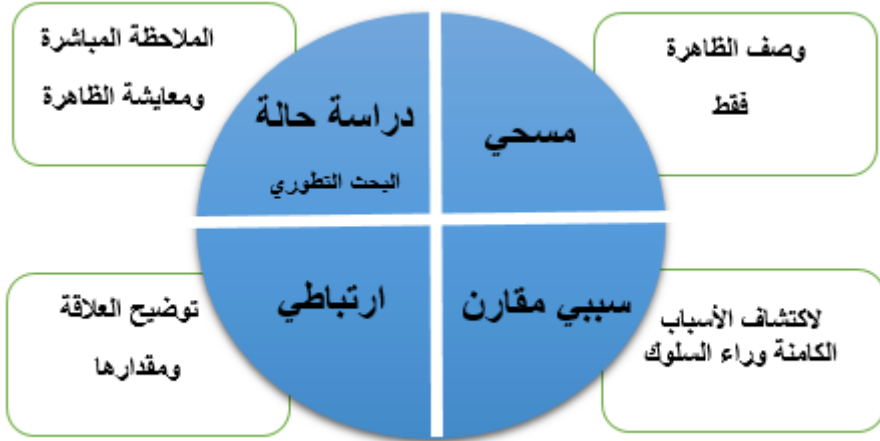 وصف الظاهرة
فقط
مسحي
دراسة حالة
البحث التطوري
الملاحظة المباشرة
ومعايشة الظاهرة
لاكتشاف الأسباب
الكامنة وراء السلوك
سببي مقارن
ارتباطي
توضيح العلاقة
ومقدارها